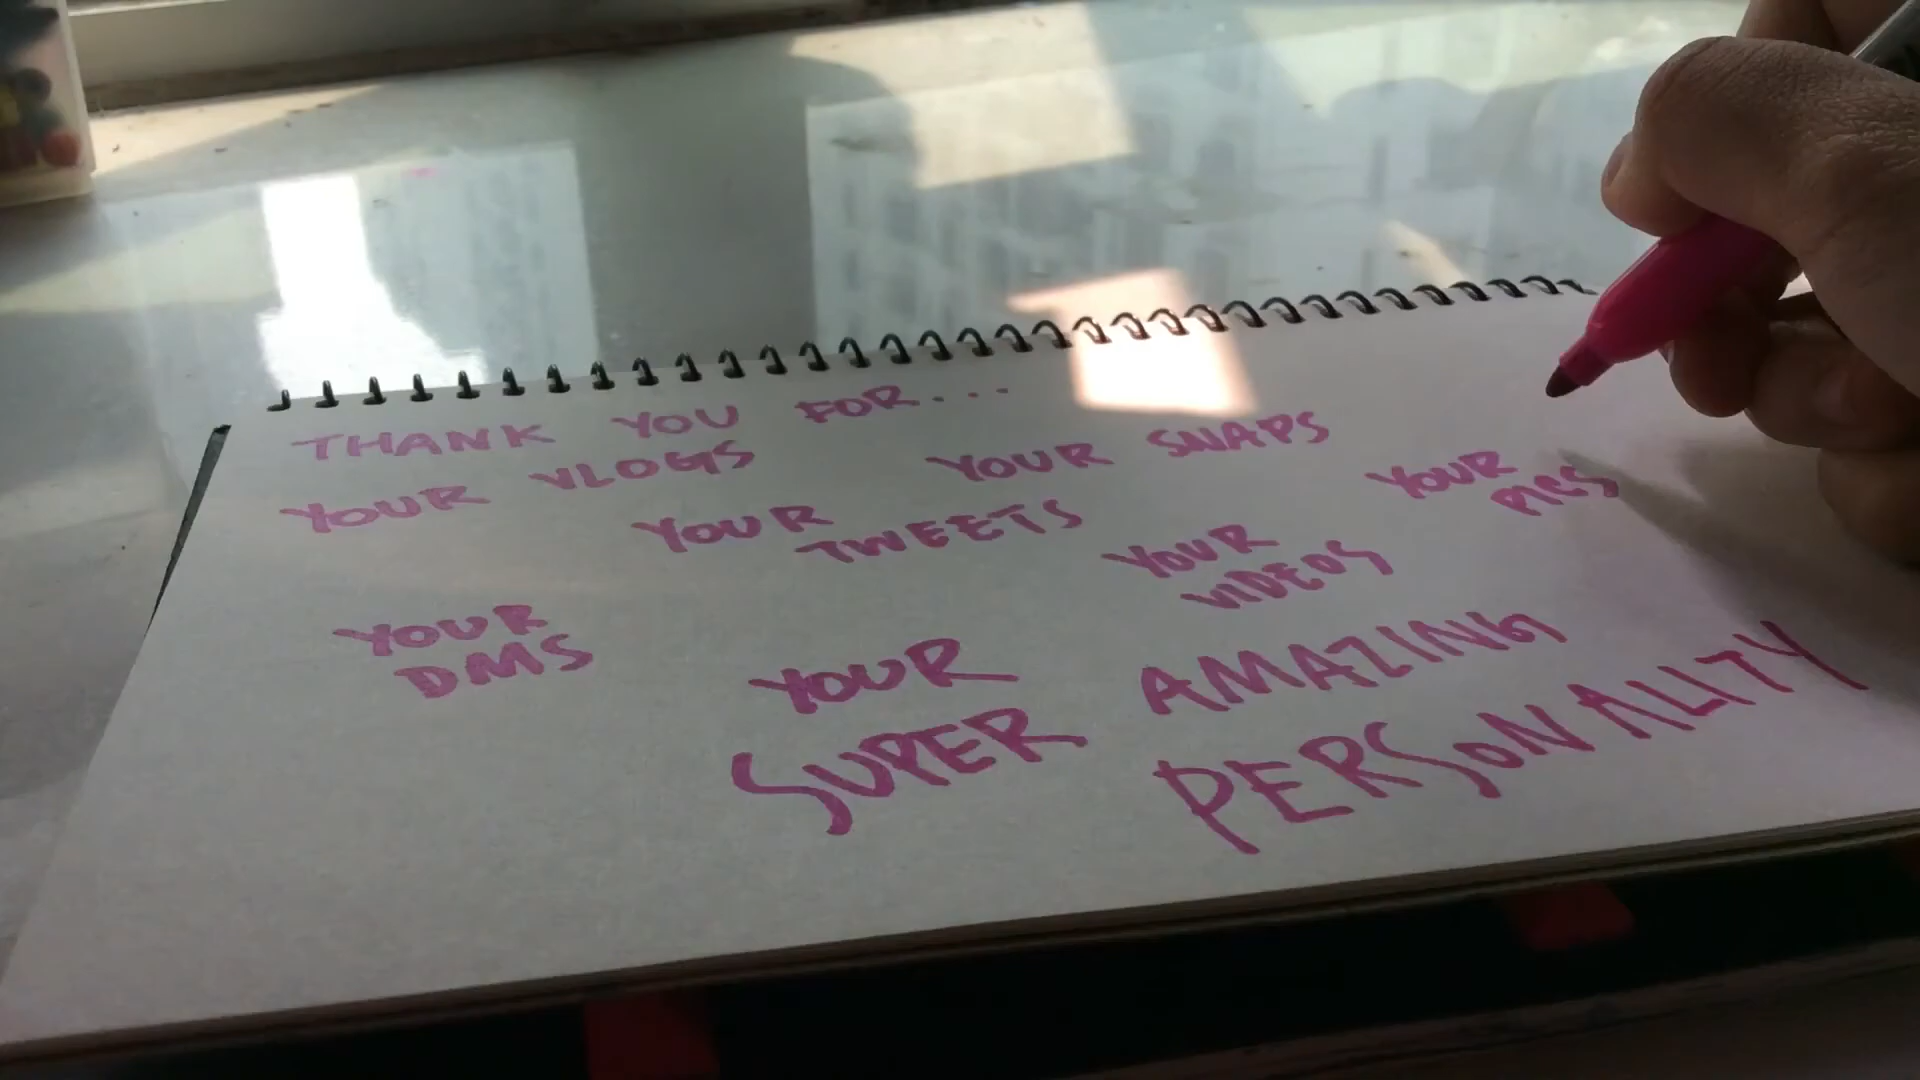 THANK YOU FOR...
YOUR VLOGS
YOUR SNAPS
YOUR
TWEETS
YOUR
PICS
YOUR
VIDEOS
YOUR
DMS
YOUR
SUPER AMAZING
PERSONALITY